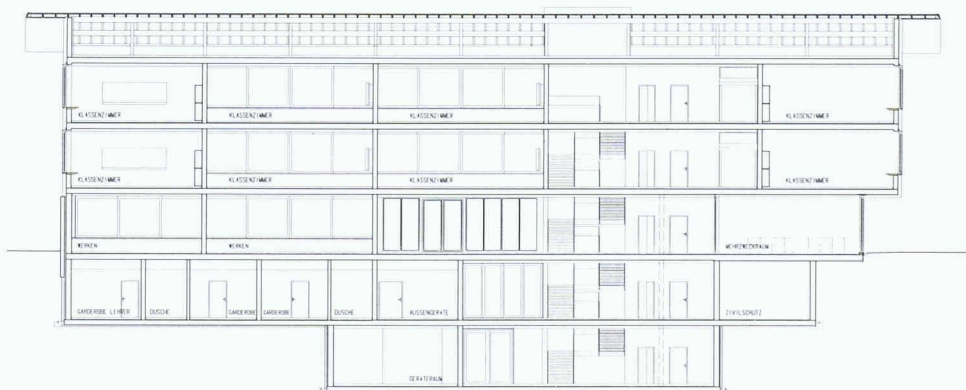 KLASSENZIMMER KLASSENZIMMER KLASSENZIMMER KLASSENZIMMER
KLASSENZIMMER KLASSENZIMMER KLASSENZIMMER KLASSENZIMMER
WERKEN WERKEN MEHRZWECKRAUM
GARDEROBE LEHRER DUSCHE GARDEROBE GARDEROBE DUSCHE AUSSENGERÄTE ZIVILSCHUTZ
GERÄTERAUM